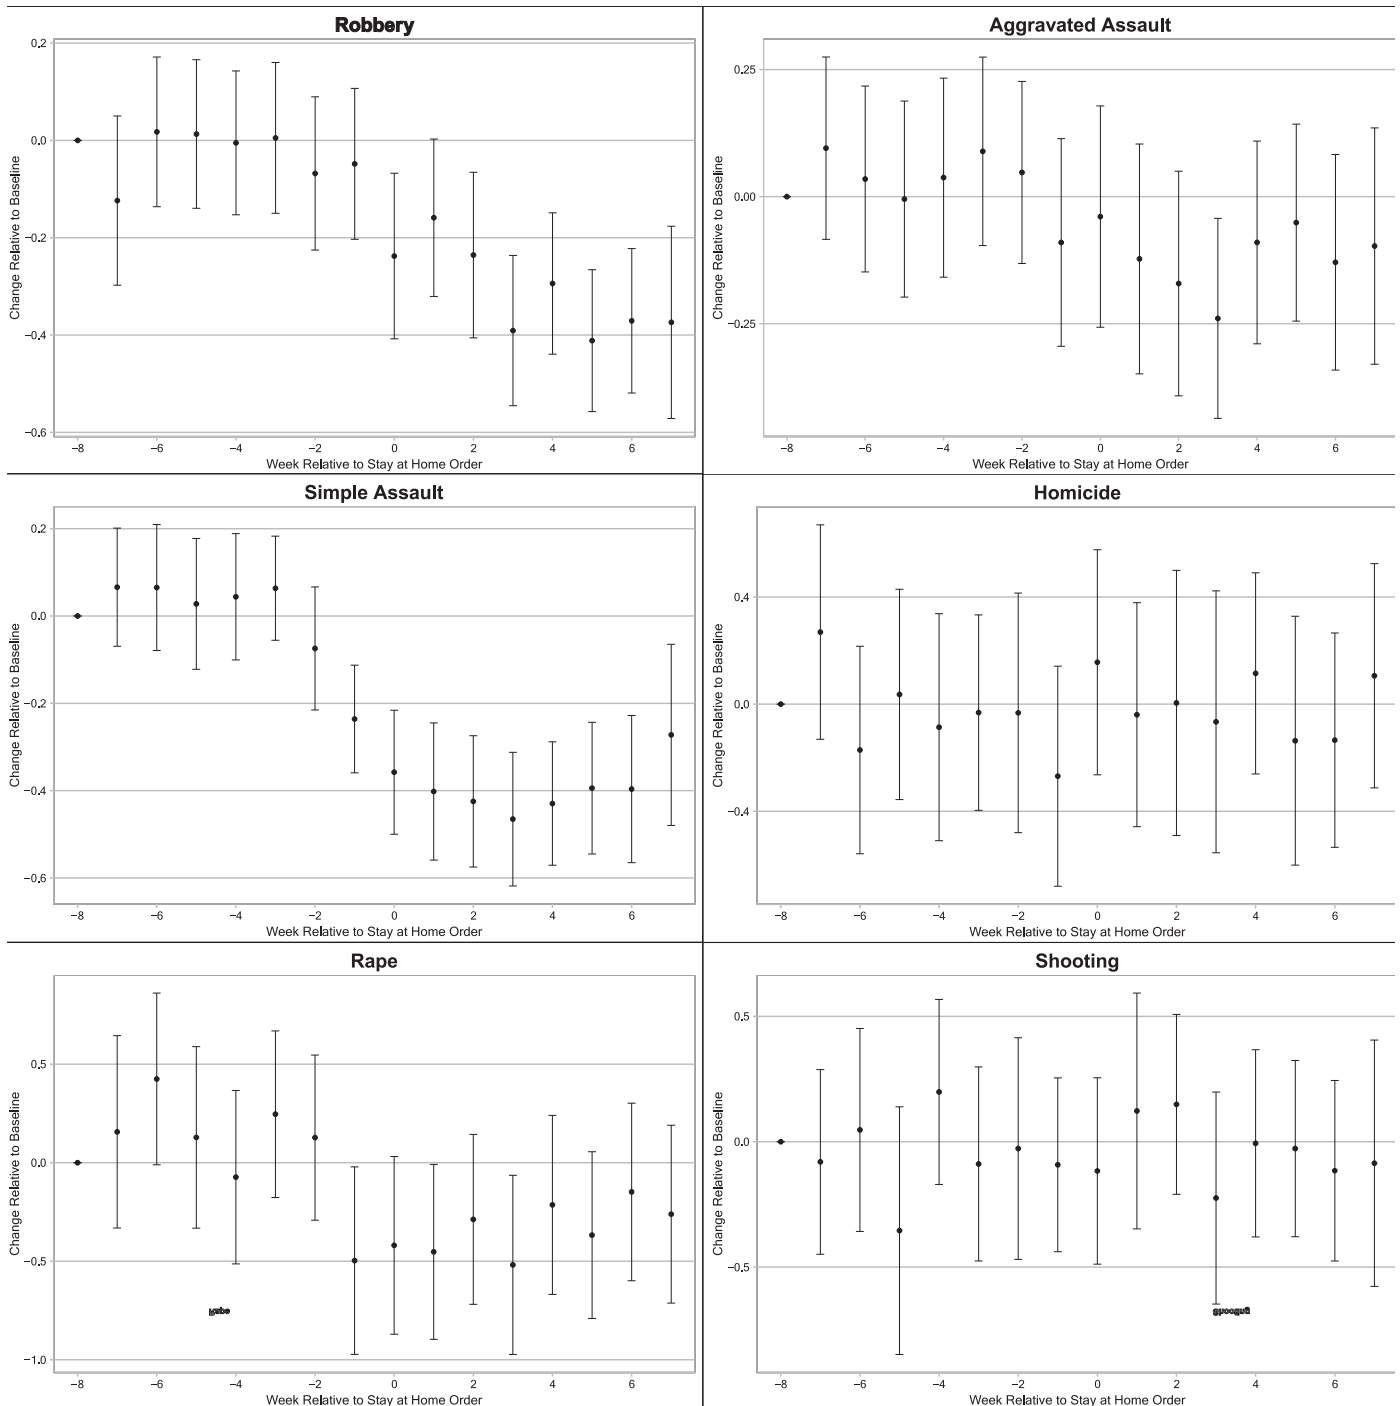 Robbery
Change Relative to Baseline
0.2
0.0
−0.2
−0.4
−0.6
−8 −6 −4 −2 0 2 4 6
Week Relative to Stay at Home Order
Aggravated Assault
Change Relative to Baseline
0.25
0.00
−0.25
−8 −6 −4 −2 0 2 4 6
Week Relative to Stay at Home Order
Simple Assault
Change Relative to Baseline
0.2
0.0
−0.2
−0.4
−0.6
−8 −6 −4 −2 0 2 4 6
Week Relative to Stay at Home Order
Homicide
Change Relative to Baseline
0.4
0.0
−0.4
−8 −6 −4 −2 0 2 4 6
Week Relative to Stay at Home Order
Rape
Change Relative to Baseline
0.5
0.0
−0.5
−1.0
−8 −6 −4 −2 0 2 4 6
Week Relative to Stay at Home Order
Shooting
Change Relative to Baseline
0.5
0.0
−0.5
−8 −6 −4 −2 0 2 4 6
Week Relative to Stay at Home Order